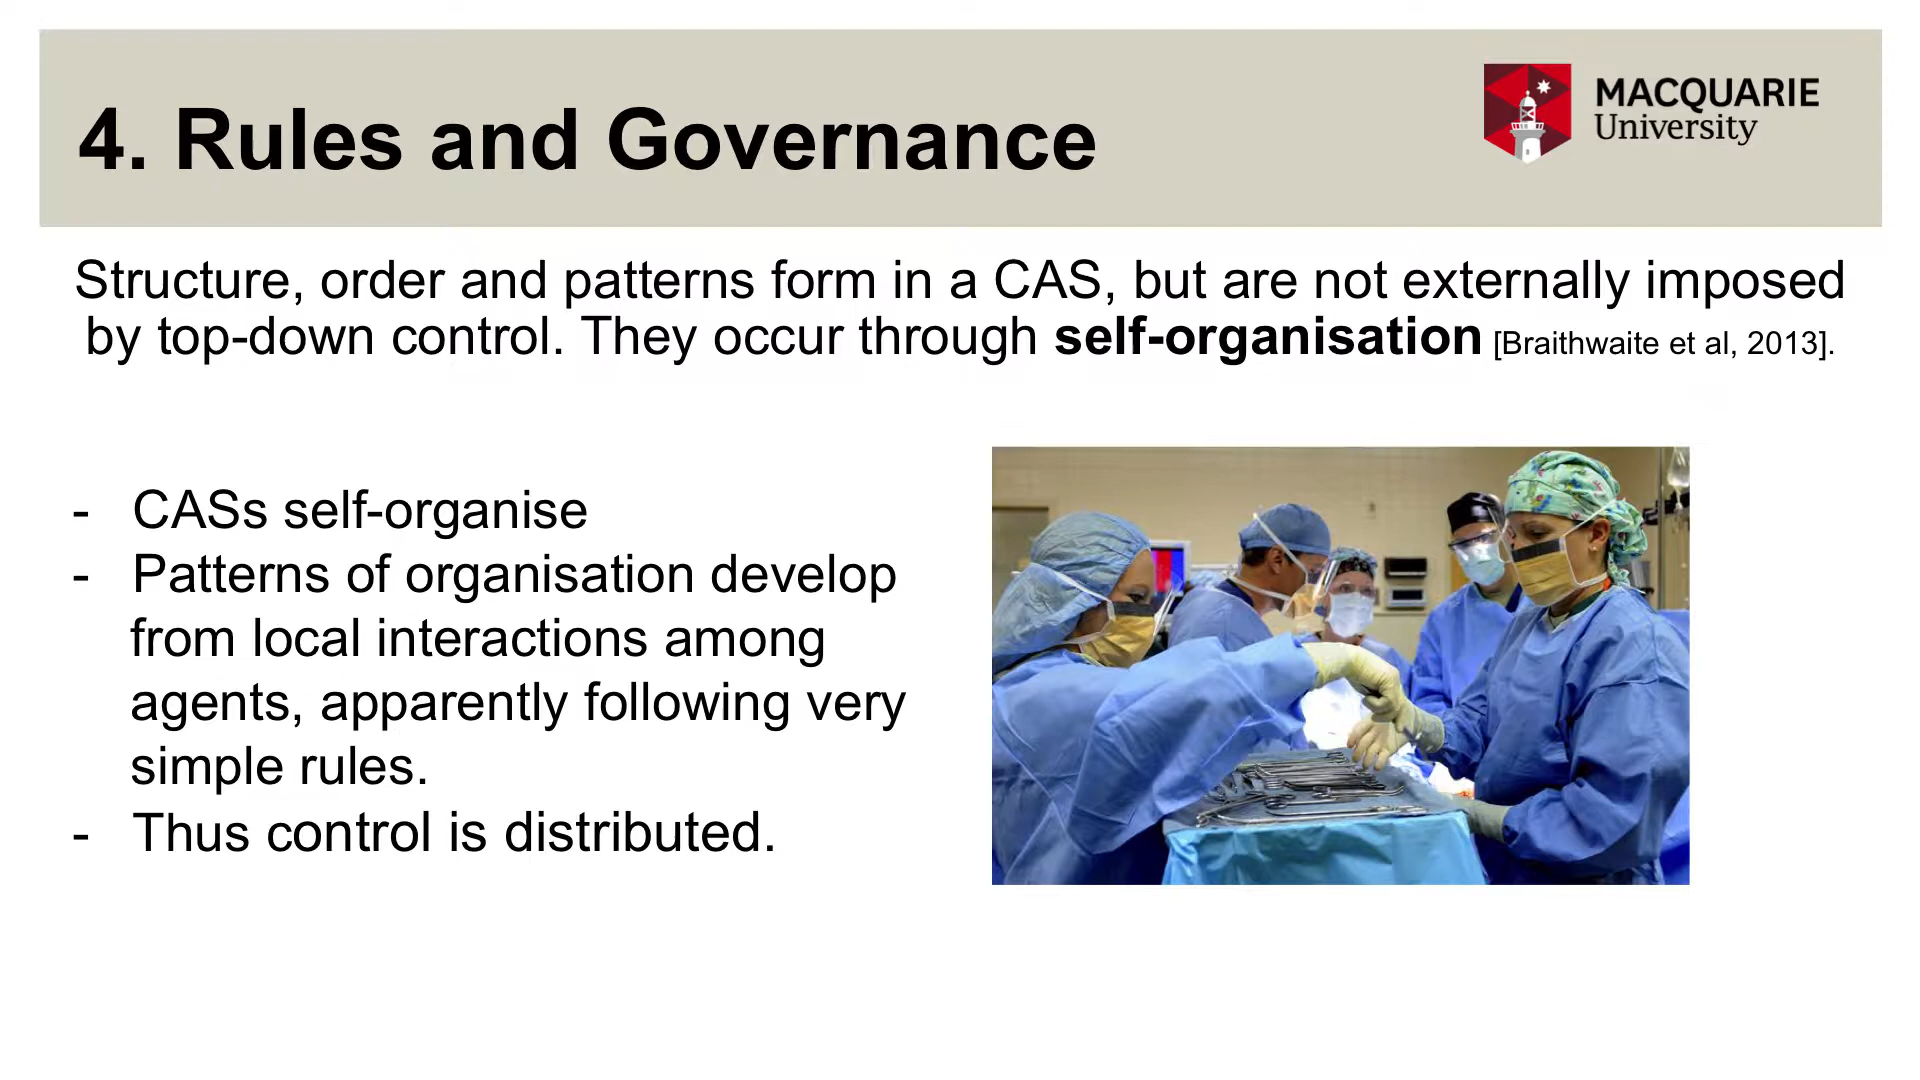 4. Rules and Governance
MACQUARIE
University
Structure, order and patterns form in a CAS, but are not externally imposed
by top-down control. They occur through self-organisation [Braithwaite et al, 2013].
- CASs self-organise
- Patterns of organisation develop
from local interactions among
agents, apparently following very
simple rules.
- Thus control is distributed.